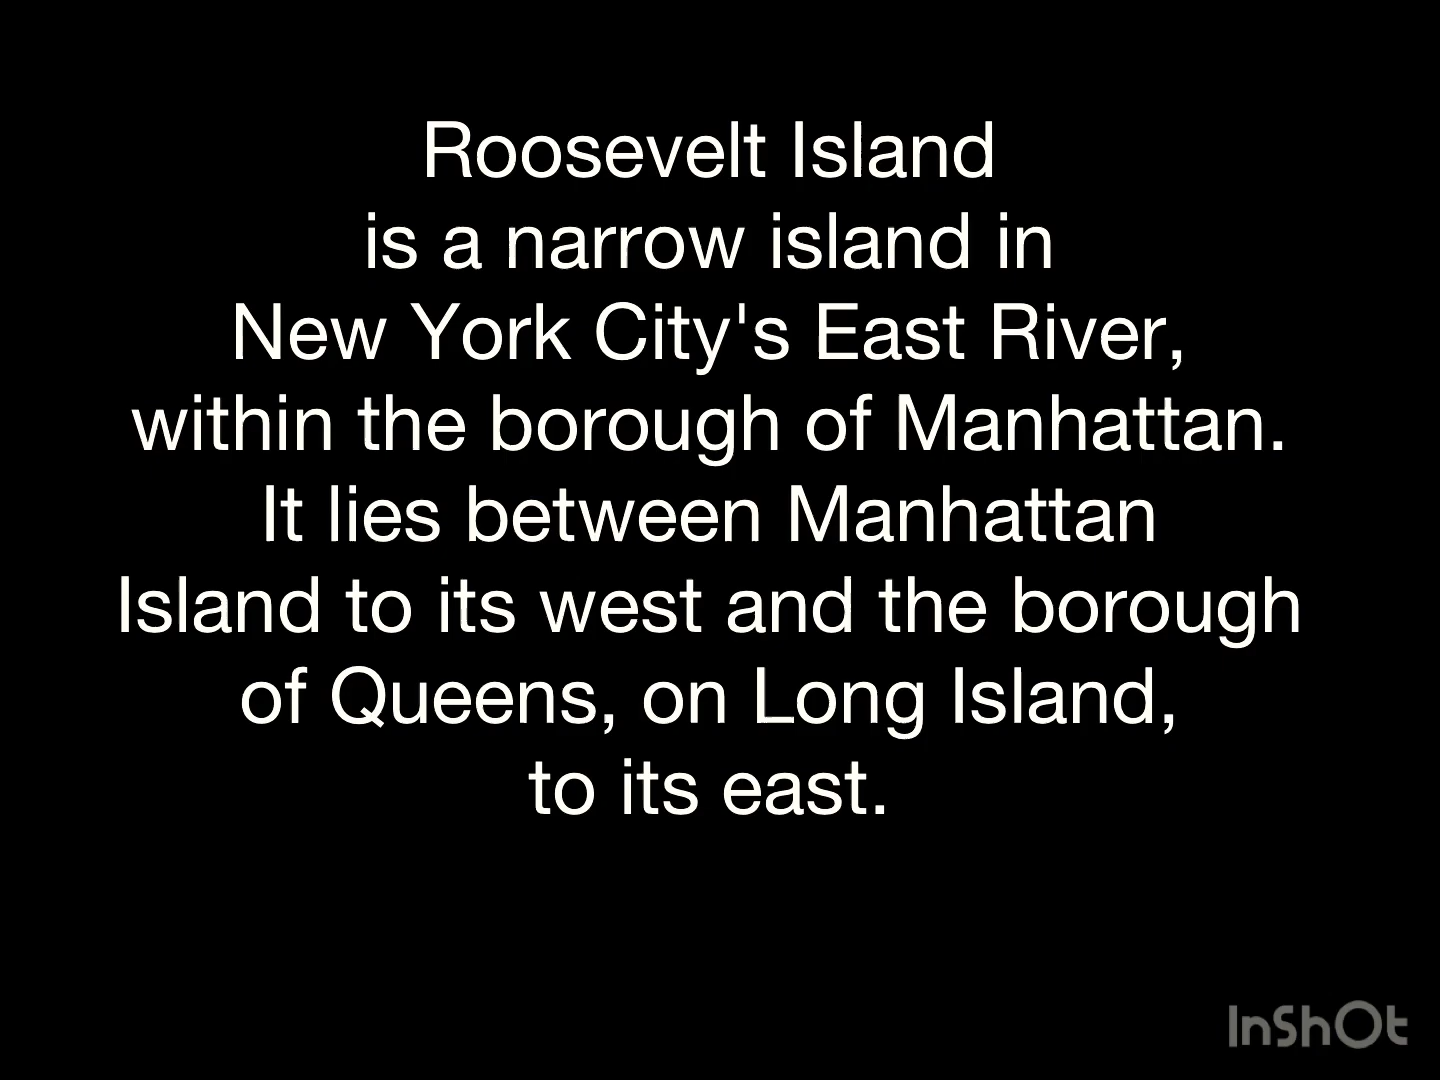 Roosevelt Island
is a narrow island in
New York City's East River,
within the borough of Manhattan.
It lies between Manhattan
Island to its west and the borough
of Queens, on Long Island,
to its east.
InShOt